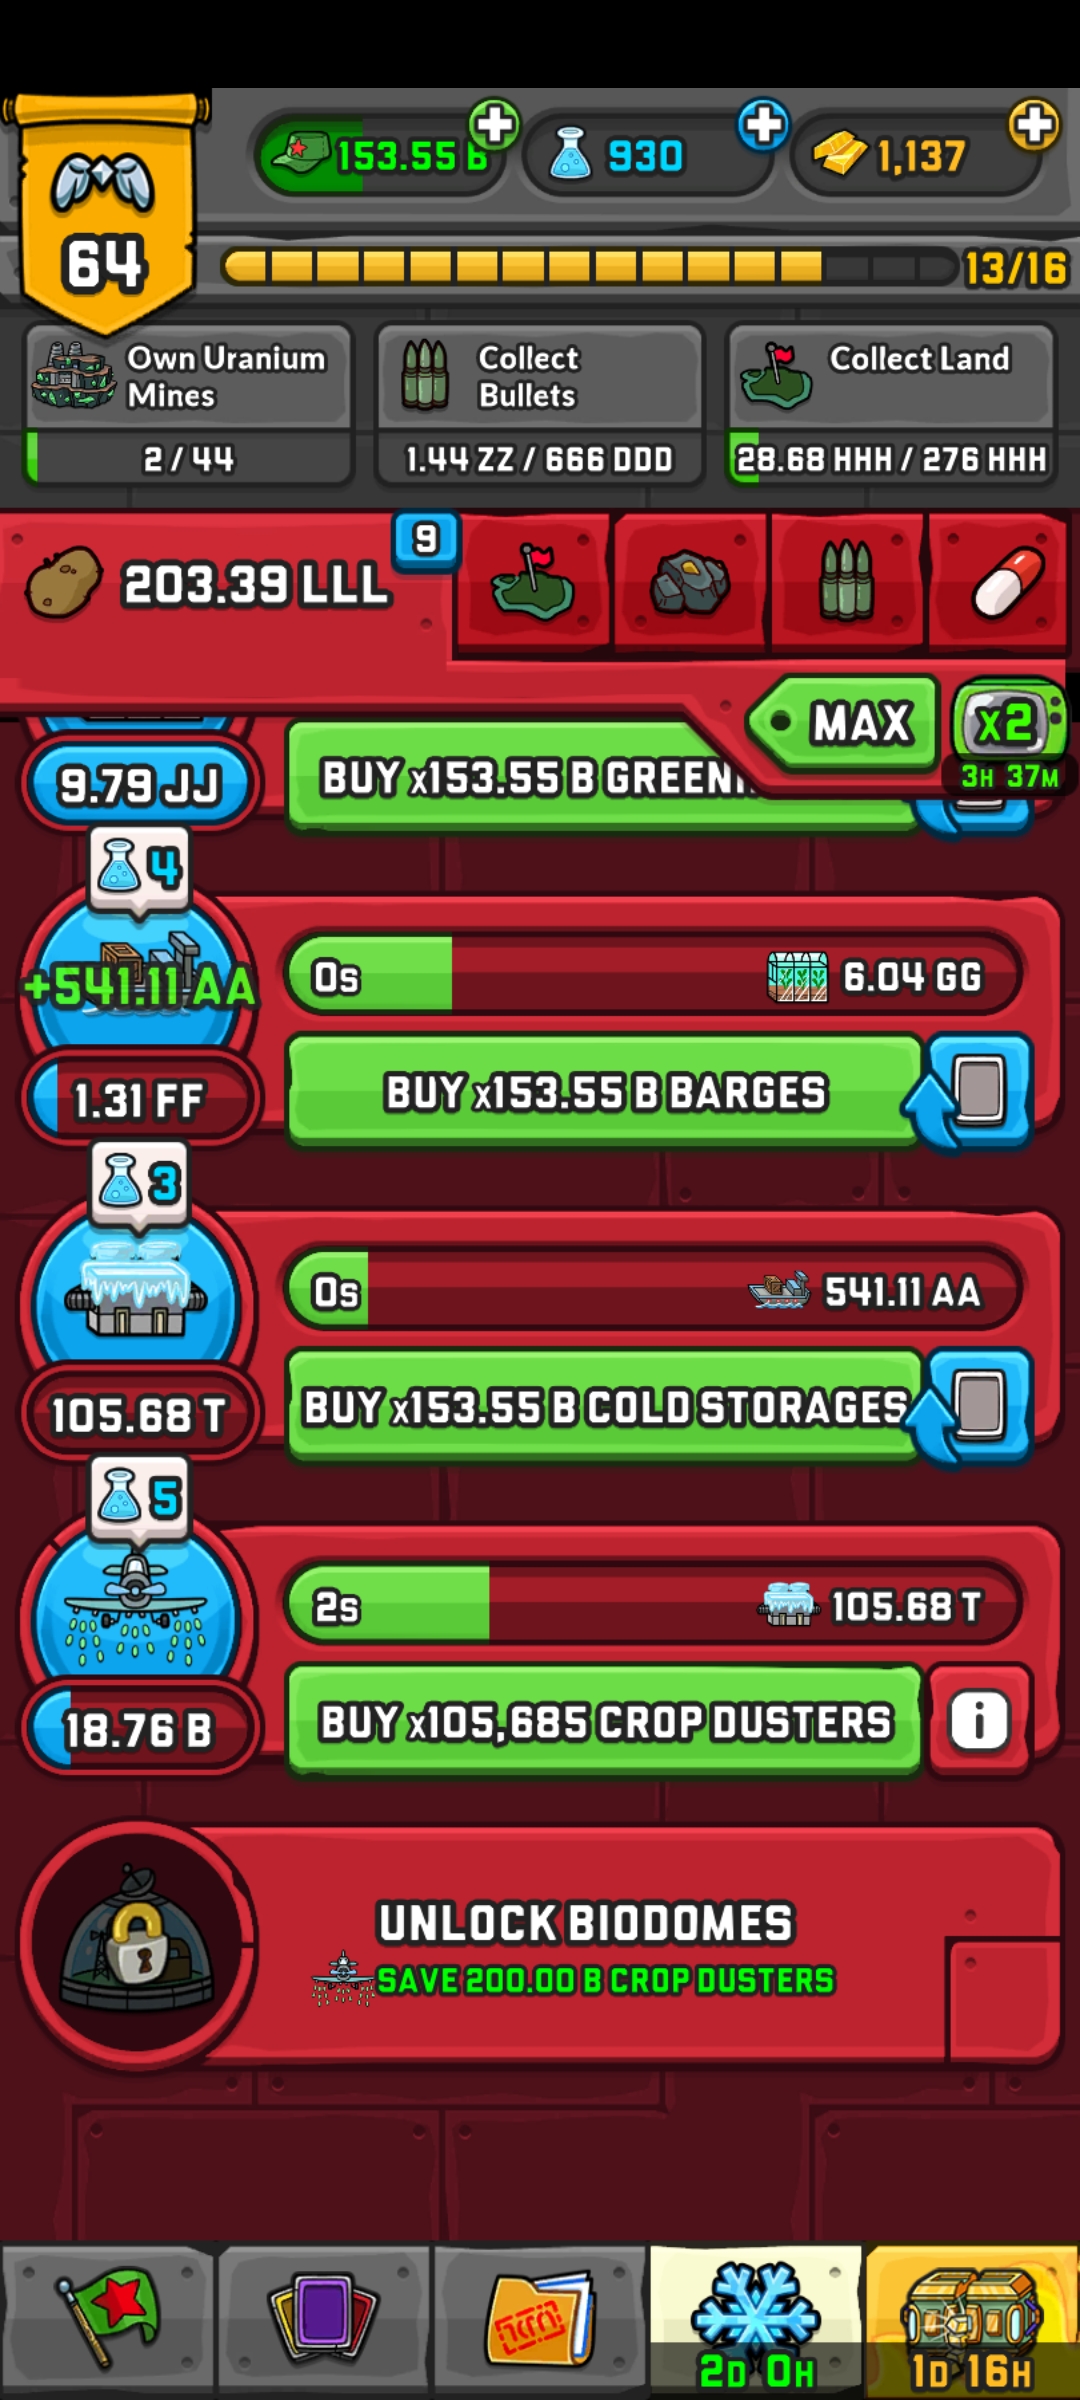 153.55 B
930
1,137
64
13/16
Own Uranium
Mines
2 / 44
Collect
Bullets
1.44 ZZ / 666 DDD
Collect Land
28.68 HHH / 276 HHH
203.39 LLL
9
MAX
x2
3H 37M
9.79 JJ
BUY x153.55 B GREEN
4
+541.11 AA
0s
6.04 GG
1.31 FF
BUY x153.55 B BARGES
3
0s
541.11 AA
105.68 T
BUY x153.55 B COLD STORAGES
5
2s
105.68 T
18.76 B
BUY x105,685 CROP DUSTERS
i
UNLOCK BIODOMES
SAVE 200.00 B CROP DUSTERS
2D 0H
1D 16H